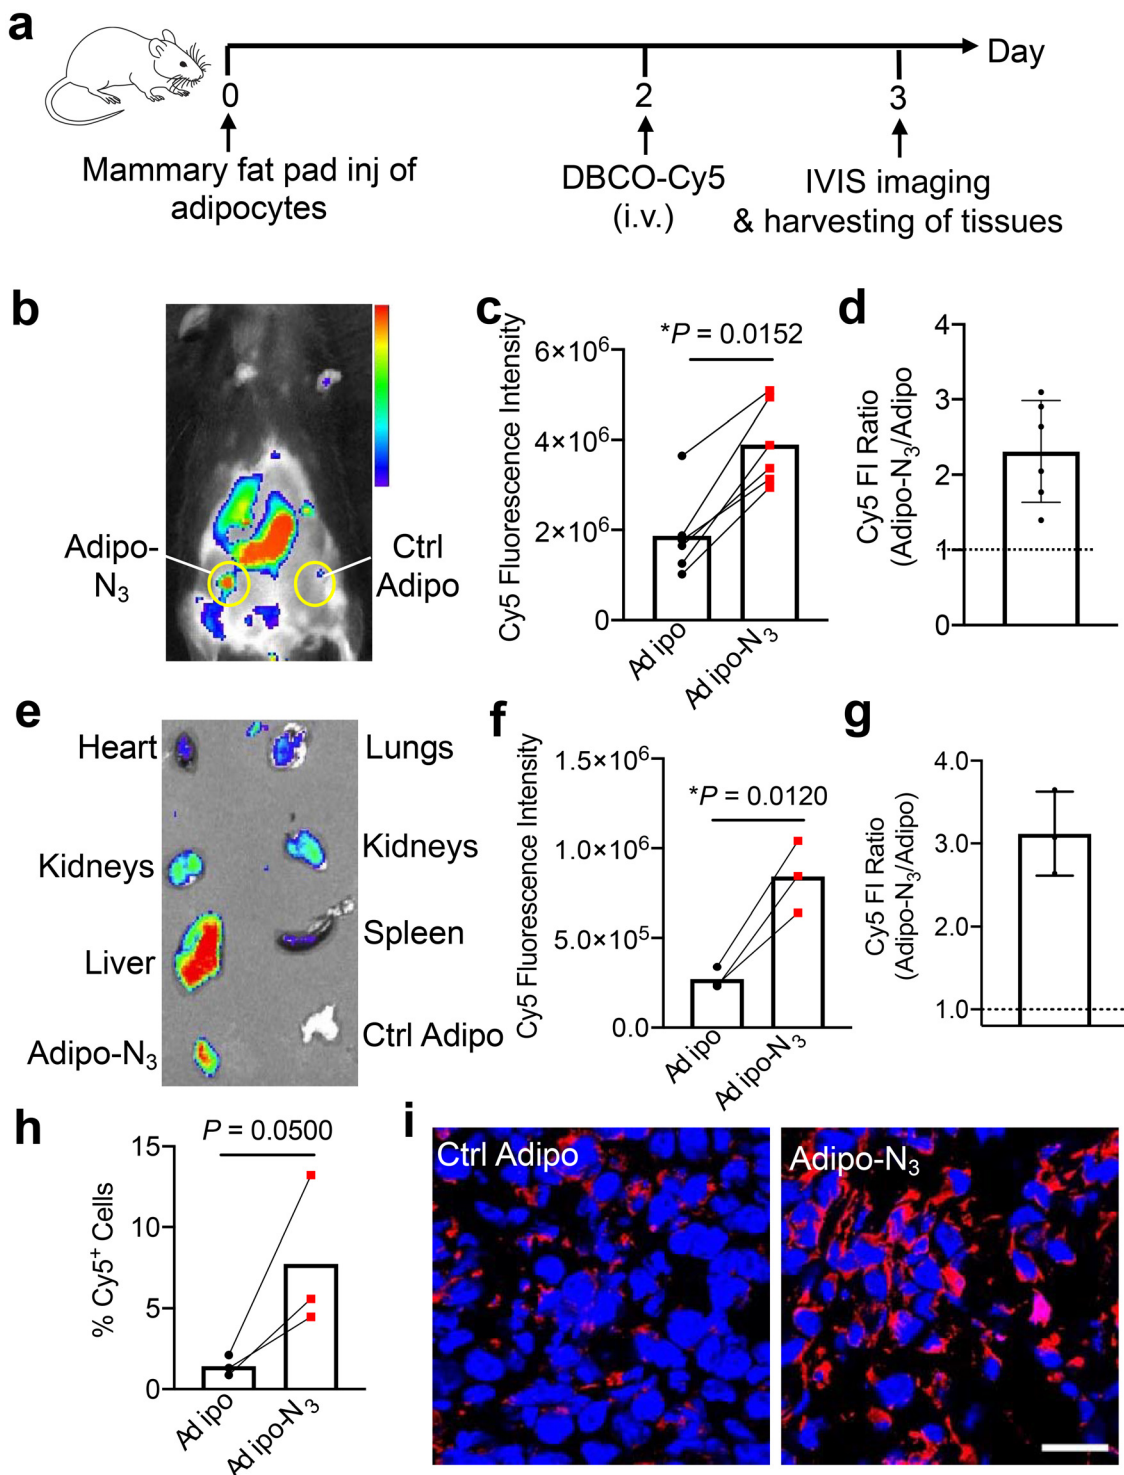 a
Day
0
2
3
Mammary fat pad inj of
adipocytes
DBCO-Cy5
(i.v.)
IVIS imaging
& harvesting of tissues
b
Adipo-
N₃
Ctrl
Adipo
c
Cy5 Fluorescence Intensity
*P = 0.0152
6×10⁶
4×10⁶
2×10⁶
0
Adipo
Adipo-N₃
d
Cy5 FI Ratio
(Adipo-N₃/Adipo
4
3
2
1
0
e
Heart
Lungs
Kidneys
Kidneys
Liver
Spleen
Adipo-N₃
Ctrl Adipo
f
Cy5 Fluorescence Intensity
*P = 0.0120
1.5×10⁶
1.0×10⁶
5.0×10⁵
0.0
Adipo
Adipo-N₃
g
Cy5 FI Ratio
(Adipo-N₃/Adipo)
4.0
3.0
2.0
1.0
h
% Cy5⁺ Cells
P = 0.0500
15
10
5
0
Adipo
Adipo-N₃
i
Ctrl Adipo
Adipo-N₃